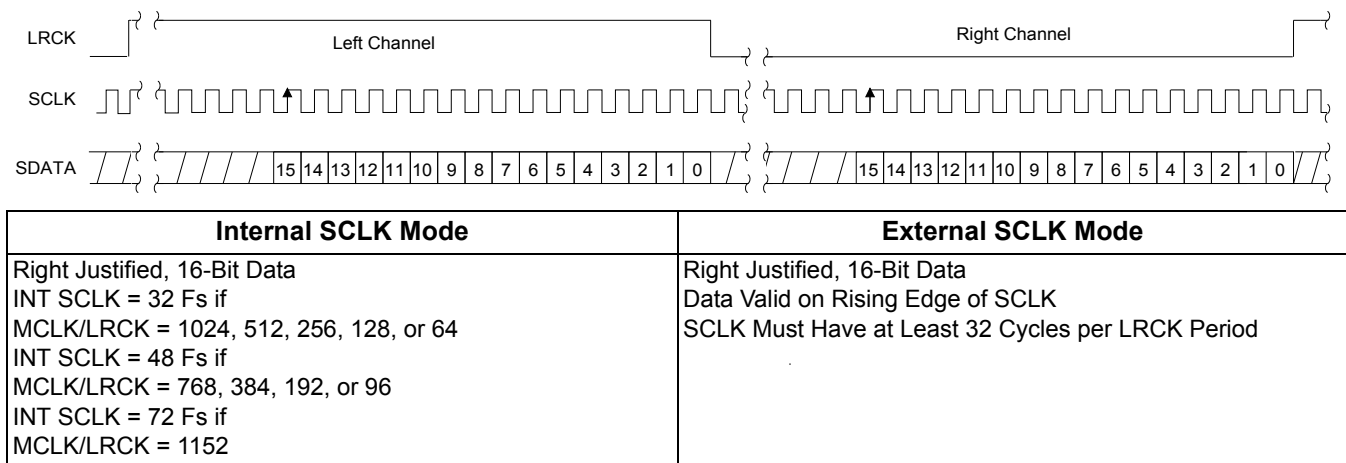 LRCK Left Channel Right Channel
SCLK
SDATA 15 14 13 12 11 10 9 8 7 6 5 4 3 2 1 0 15 14 13 12 11 10 9 8 7 6 5 4 3 2 1 0
Internal SCLK Mode
Right Justified, 16-Bit Data
INT SCLK = 32 Fs if
MCLK/LRCK = 1024, 512, 256, 128, or 64
INT SCLK = 48 Fs if
MCLK/LRCK = 768, 384, 192, or 96
INT SCLK = 72 Fs if
MCLK/LRCK = 1152
External SCLK Mode
Right Justified, 16-Bit Data
Data Valid on Rising Edge of SCLK
SCLK Must Have at Least 32 Cycles per LRCK Period